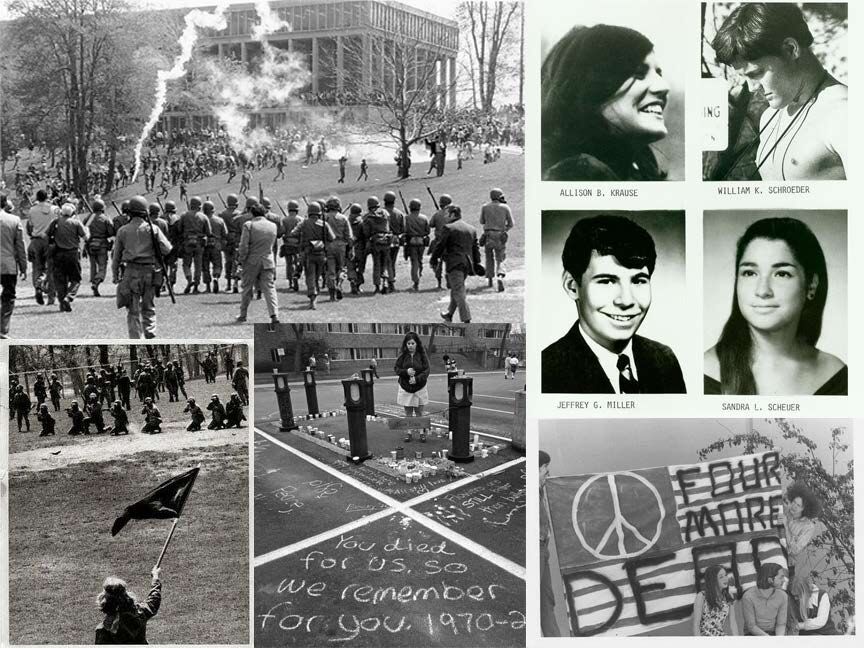 ING
ALLISON B. KRAUSE
WILLIAM K. SCHROEDER
JEFFREY G. MILLER
SANDRA L. SCHEUER
You died
for us, so
we remember
for you. 1970-2
FOUR
MORE
DEAD